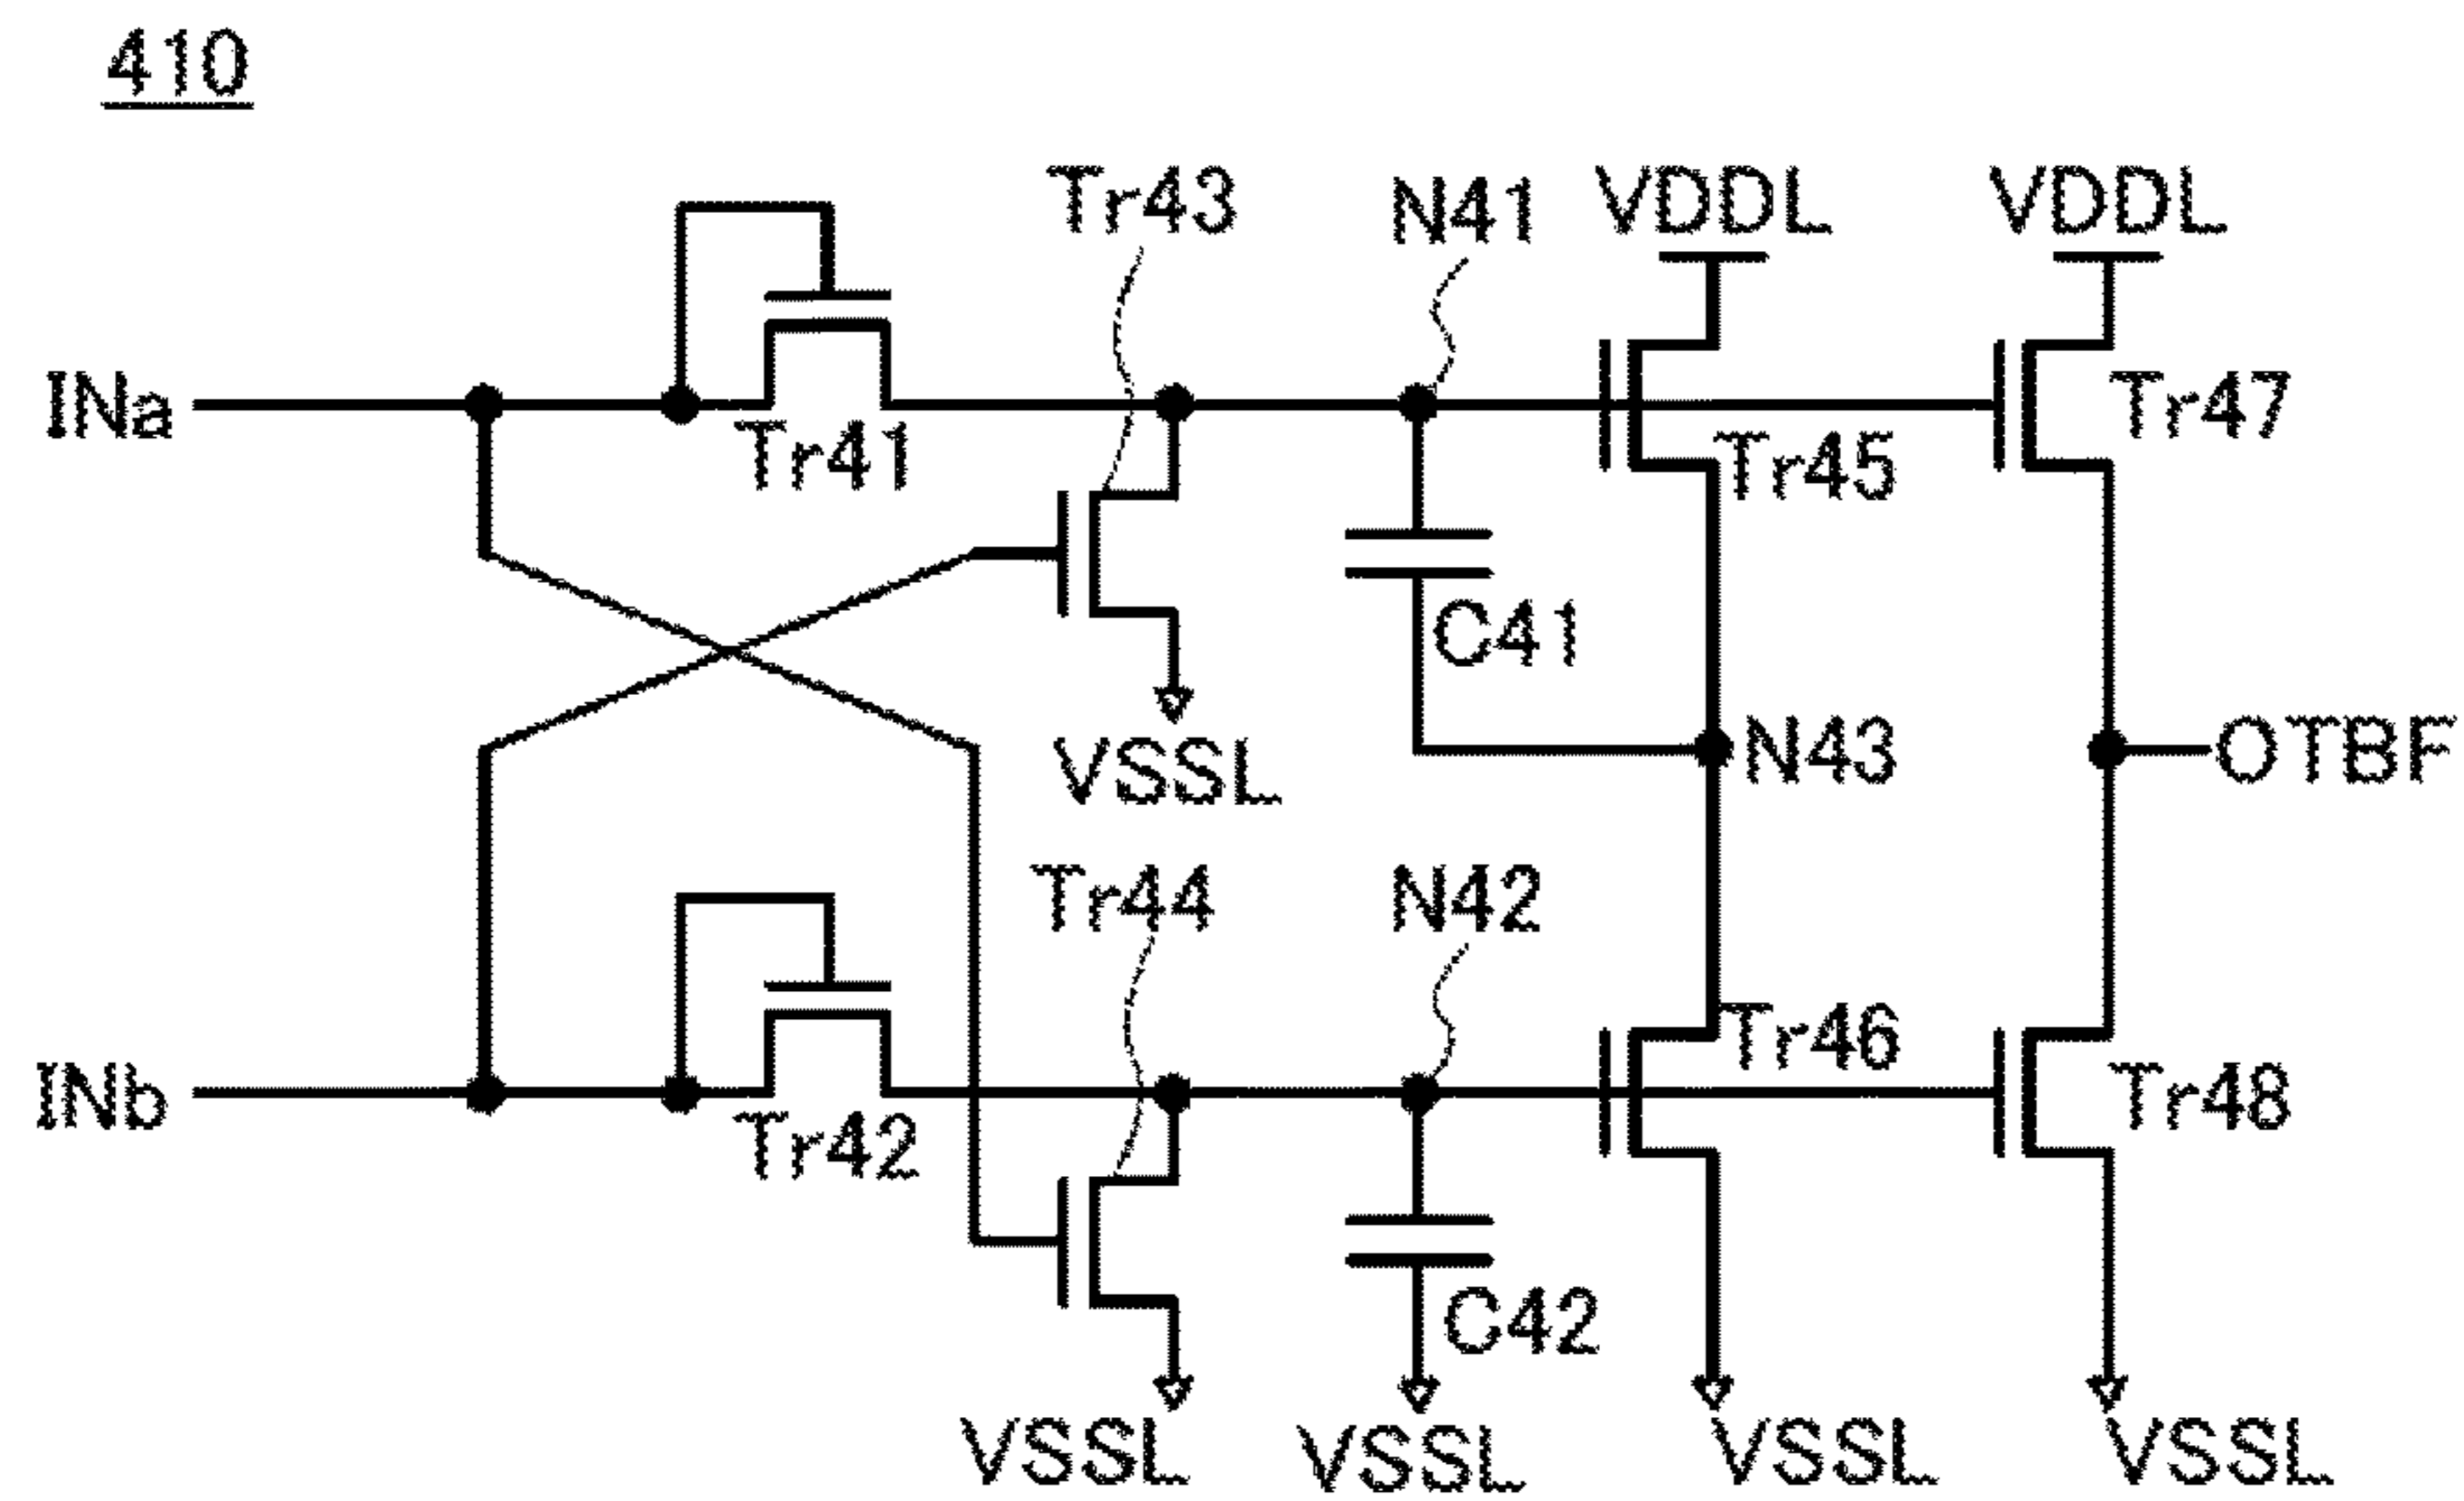 410
Tr43
N41
VDDL
VDDL
INa
Tr41
Tr45
Tr47
C41
VSSL
N43
OTBF
Tr44
N42
INb
Tr42
Tr46
Tr48
C42
VSSL
VSSL
VSSL
VSSL